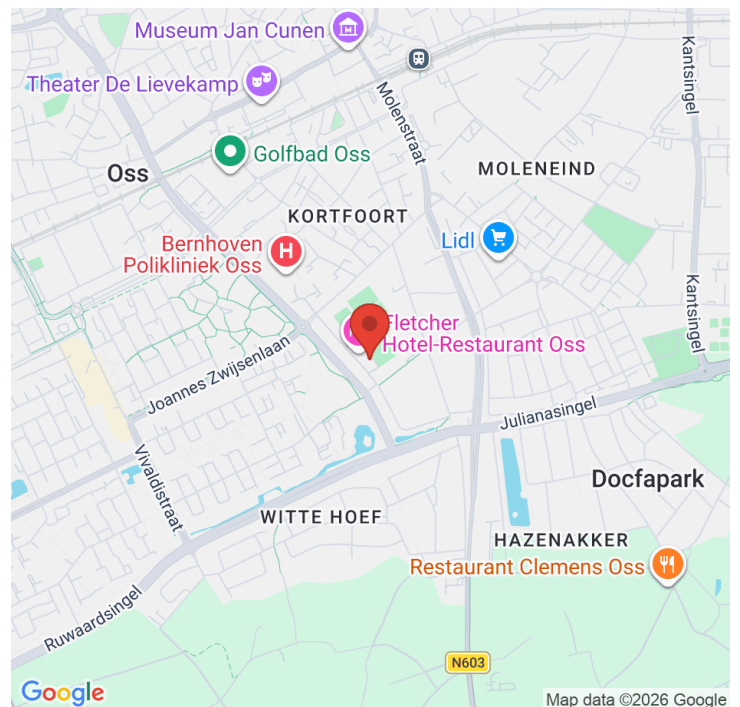 Museum Jan Cunen
Theater De Lievekamp
Molenstraat
Kantsingel
Golfbad Oss
Oss
MOLENEIND
KORTFOORT
Lidl
Bernhoven
Polikliniek Oss
H
Kantsingel
Fletcher
Hotel-Restaurant Oss
Joannes Zwijsenlaan
Julianasingel
Vivaldistraat
Docfapark
WITTE HOEF
HAZENAKKER
Restaurant Clemens Oss
Ruwaardsingel
N603
Google
Map data ©2026 Google